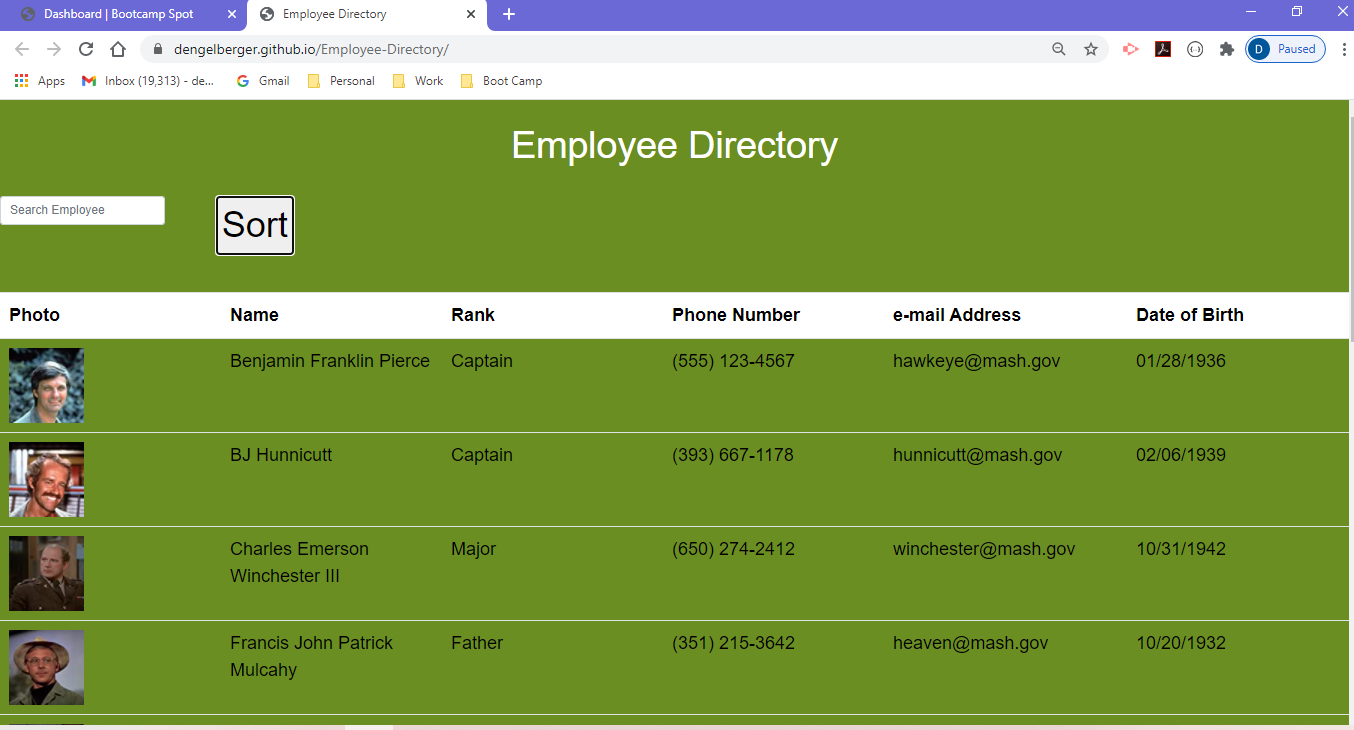 Dashboard | Bootcamp Spot
Employee Directory
dengelberger.github.io/Employee-Directory/
D Paused
Apps
Inbox (19,313) - de...
Gmail
Personal
Work
Boot Camp
Employee Directory
Search Employee
Sort
Photo Name Rank Phone Number e-mail Address Date of Birth
Benjamin Franklin Pierce Captain (555) 123-4567 hawkeye@mash.gov 01/28/1936
BJ Hunnicutt Captain (393) 667-1178 hunnicutt@mash.gov 02/06/1939
Charles Emerson Major (650) 274-2412 winchester@mash.gov 10/31/1942
Winchester III
Francis John Patrick Father (351) 215-3642 heaven@mash.gov 10/20/1932
Mulcahy